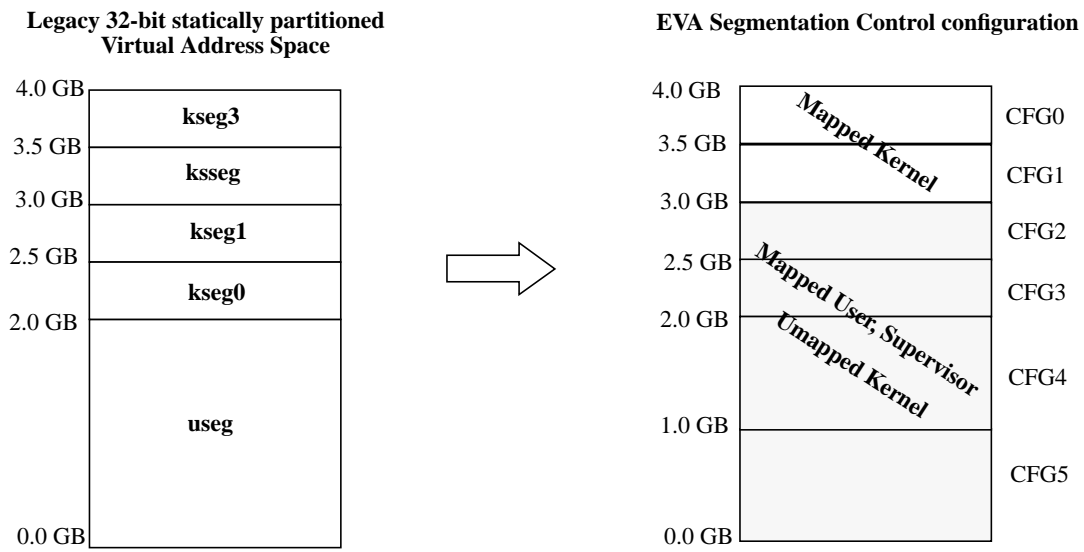 Legacy 32-bit statically partitioned
Virtual Address Space
4.0 GB
kseg3
3.5 GB
ksseg
3.0 GB
kseg1
2.5 GB
kseg0
2.0 GB
useg
0.0 GB
EVA Segmentation Control configuration
4.0 GB
CFG0
Mapped Kernel
3.5 GB
CFG1
3.0 GB
CFG2
2.5 GB
Mapped User, Supervisor
CFG3
2.0 GB
Umapped Kernel
CFG4
1.0 GB
CFG5
0.0 GB